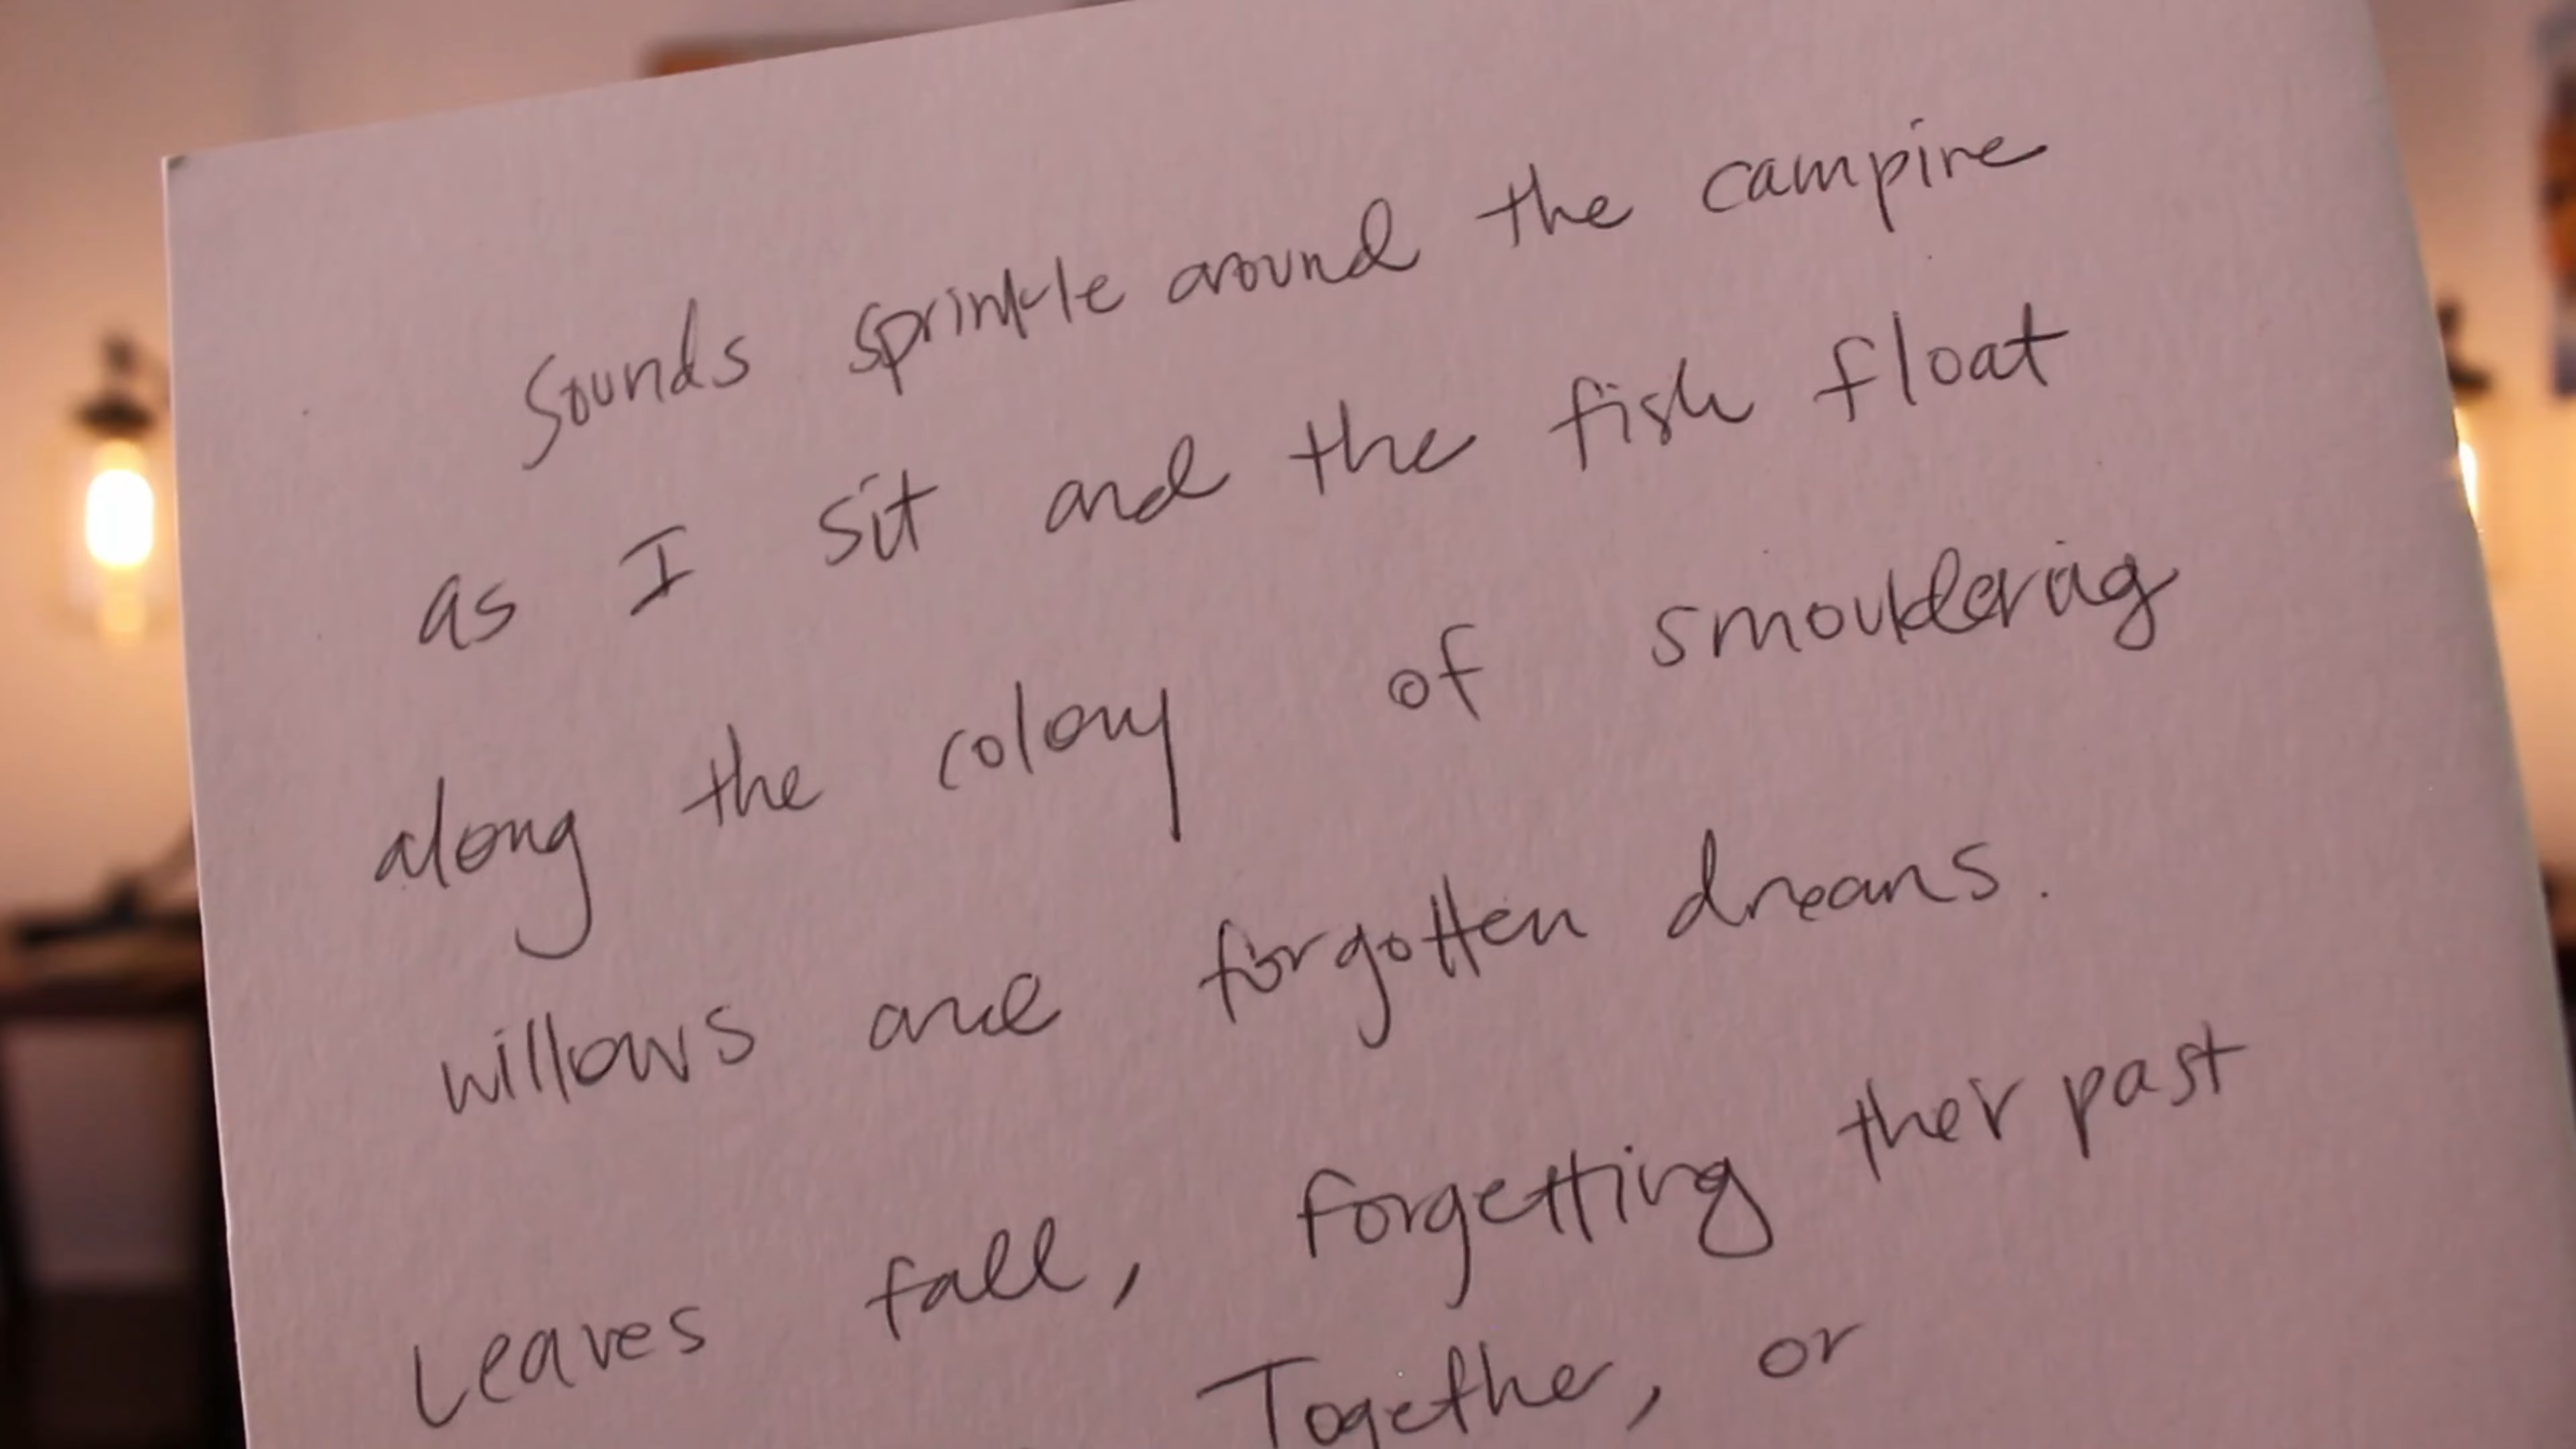 Sounds sprinkle around the campire
as I sit and the fish float
along the colony of smouldering
willows and forgotten dreams.
Leaves fall, forgetting their past
Together, or